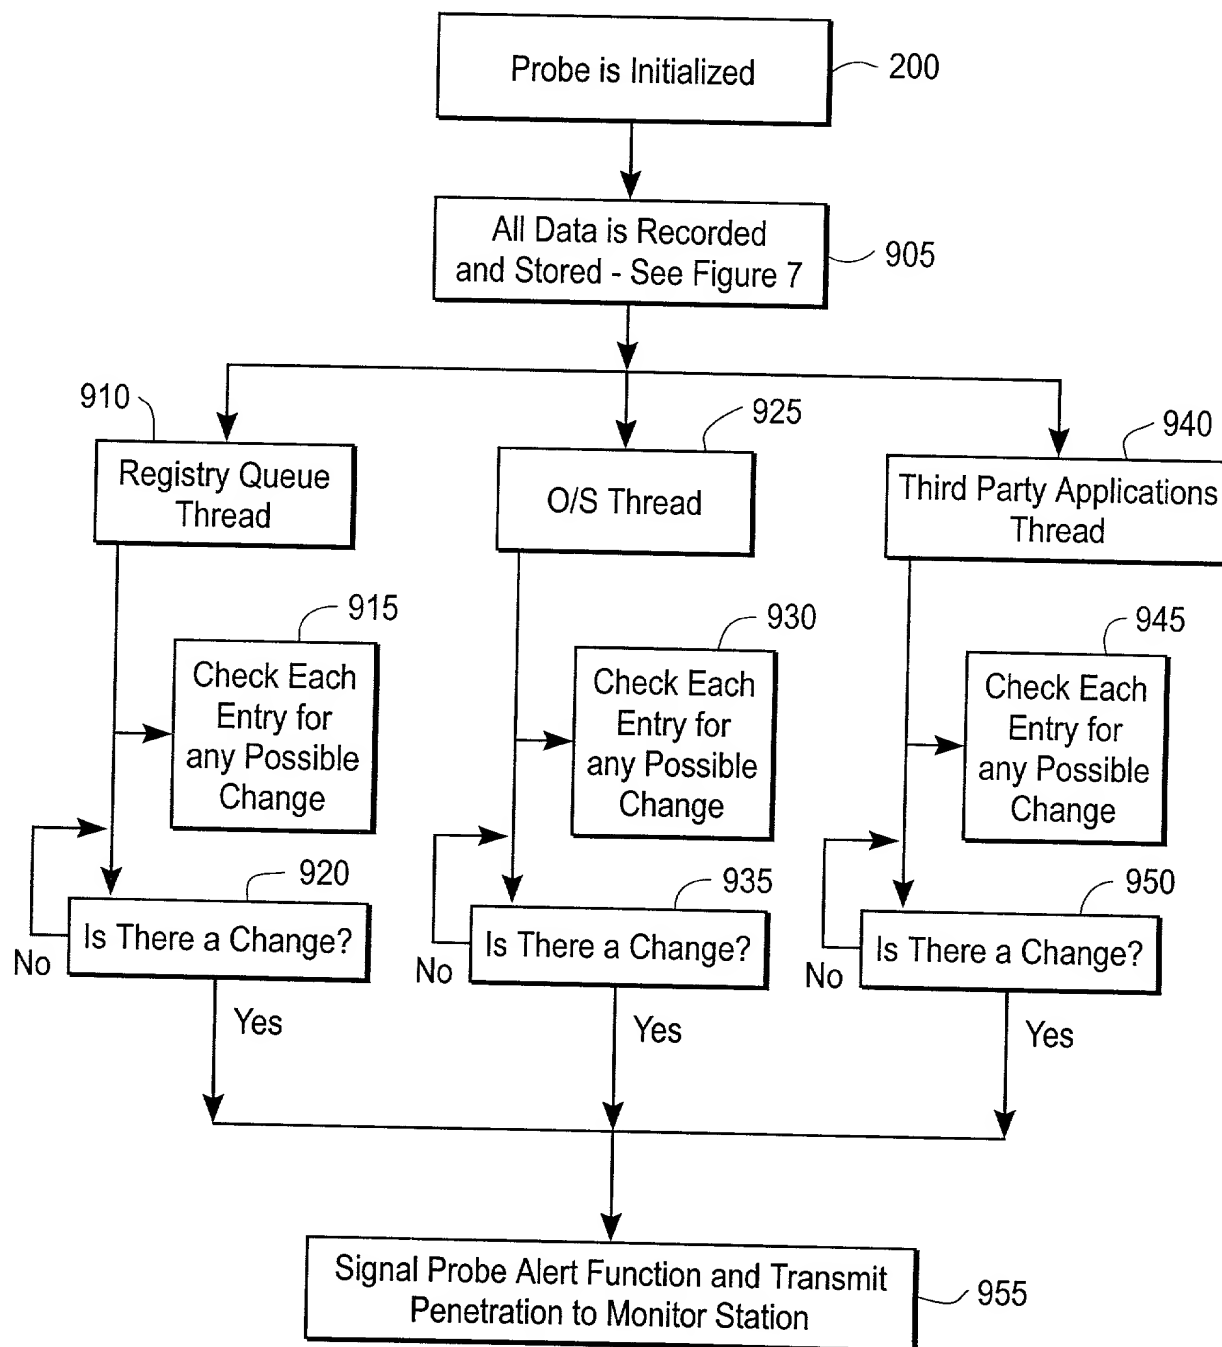 Probe is Initialized
200
All Data is Recorded
and Stored - See Figure 7
905
910
925
940
Registry Queue
Thread
O/S Thread
Third Party Applications
Thread
915
930
945
Check Each
Entry for
any Possible
Change
Check Each
Entry for
any Possible
Change
Check Each
Entry for
any Possible
Change
920
935
950
Is There a Change?
Is There a Change?
Is There a Change?
No
No
No
Yes
Yes
Yes
Signal Probe Alert Function and Transmit
Penetration to Monitor Station
955